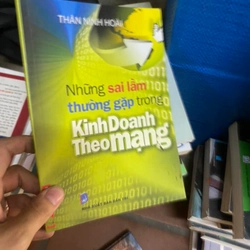 THÂN NINH HOÀI
Những sai lầm
thường gặp trong
Kinh Doanh
Theo mạng